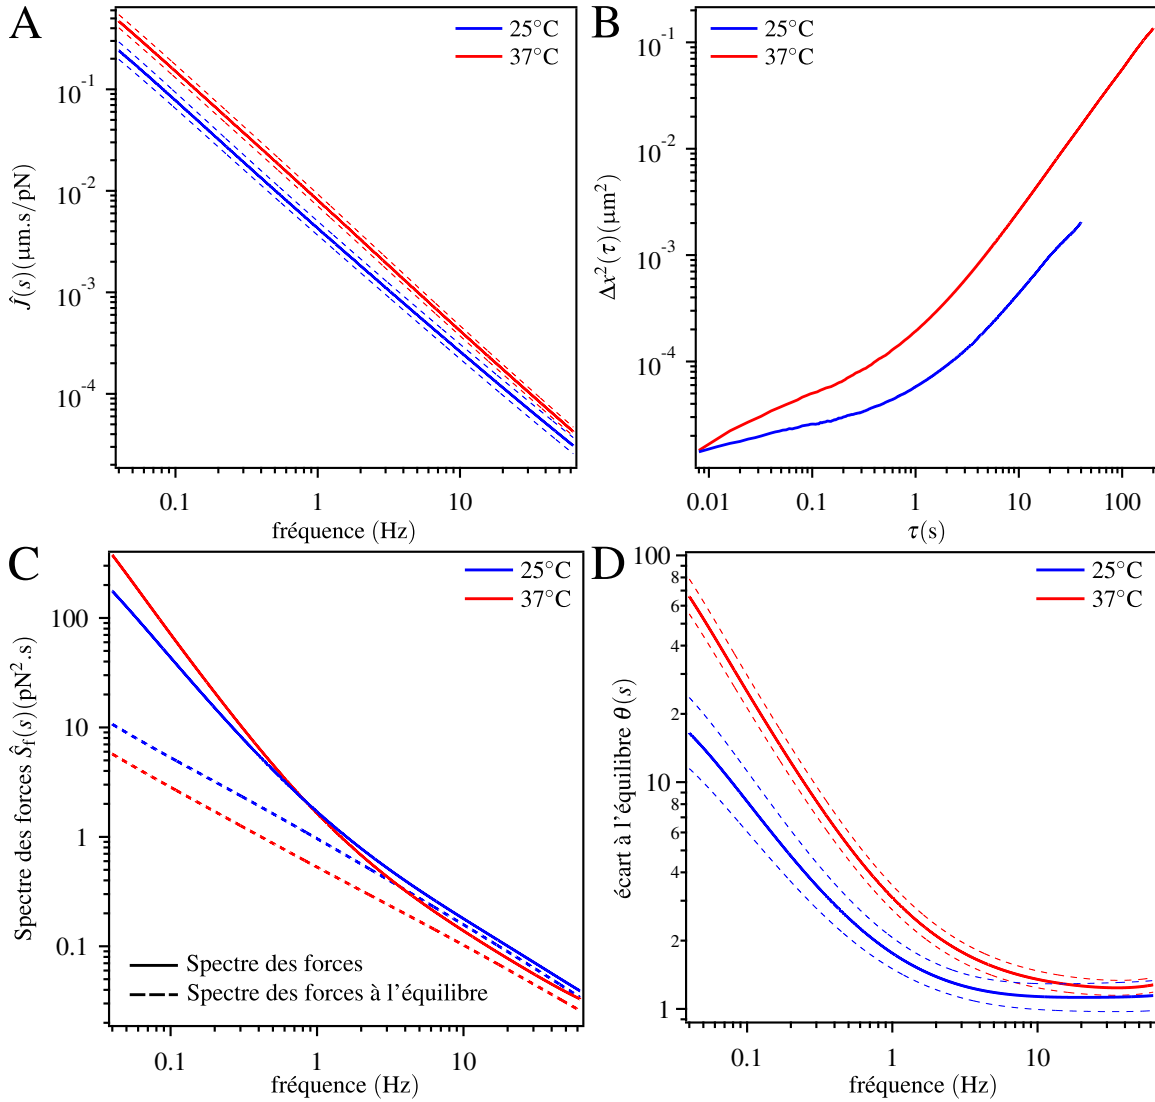 A
25°C
37°C
10⁻¹
10⁻²
10⁻³
10⁻⁴
Ĵ(s)(μm.s/pN)
0.1 1 10
fréquence (Hz)
B
25°C
37°C
10⁻¹
10⁻²
10⁻³
10⁻⁴
Δx²(τ)(μm²)
0.01 0.1 1 10 100
τ(s)
C
25°C
37°C
100
10
1
0.1
Spectre des forces Ŝf(s)(pN².s)
Spectre des forces
Spectre des forces à l'équilibre
0.1 1 10
fréquence (Hz)
D
25°C
37°C
100
8
6
4
2
10
8
6
4
2
1
écart à l'équilibre θ(s)
0.1 1 10
fréquence (Hz)